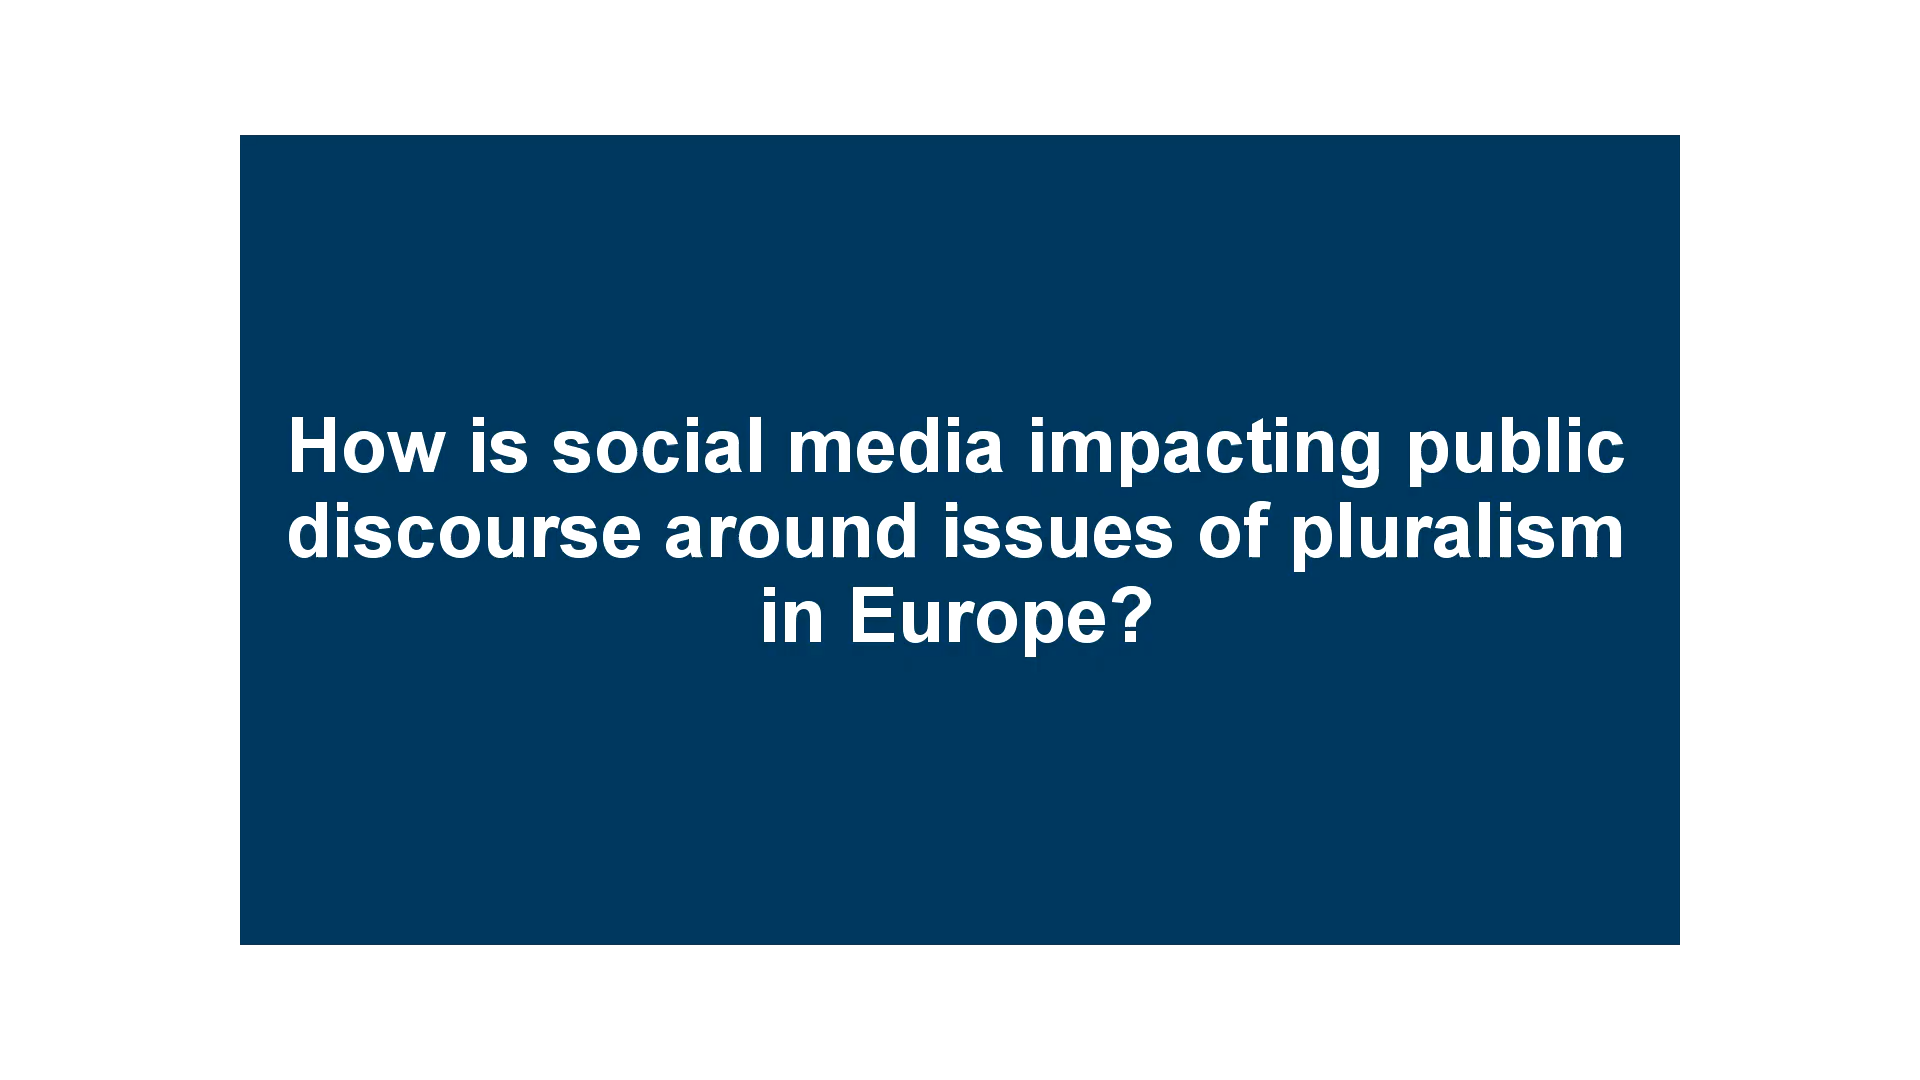 How is social media impacting public
discourse around issues of pluralism
in Europe?